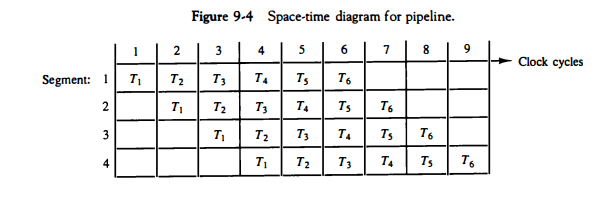 Figure 9-4 Space-time diagram for pipeline.
1 2 3 4 5 6 7 8 9 Clock cycles
Segment: 1 T₁ T₂ T₃ T₄ T₅ T₆
2 T₁ T₂ T₃ T₄ T₅ T₆
3 T₁ T₂ T₃ T₄ T₅ T₆
4 T₁ T₂ T₃ T₄ T₅ T₆